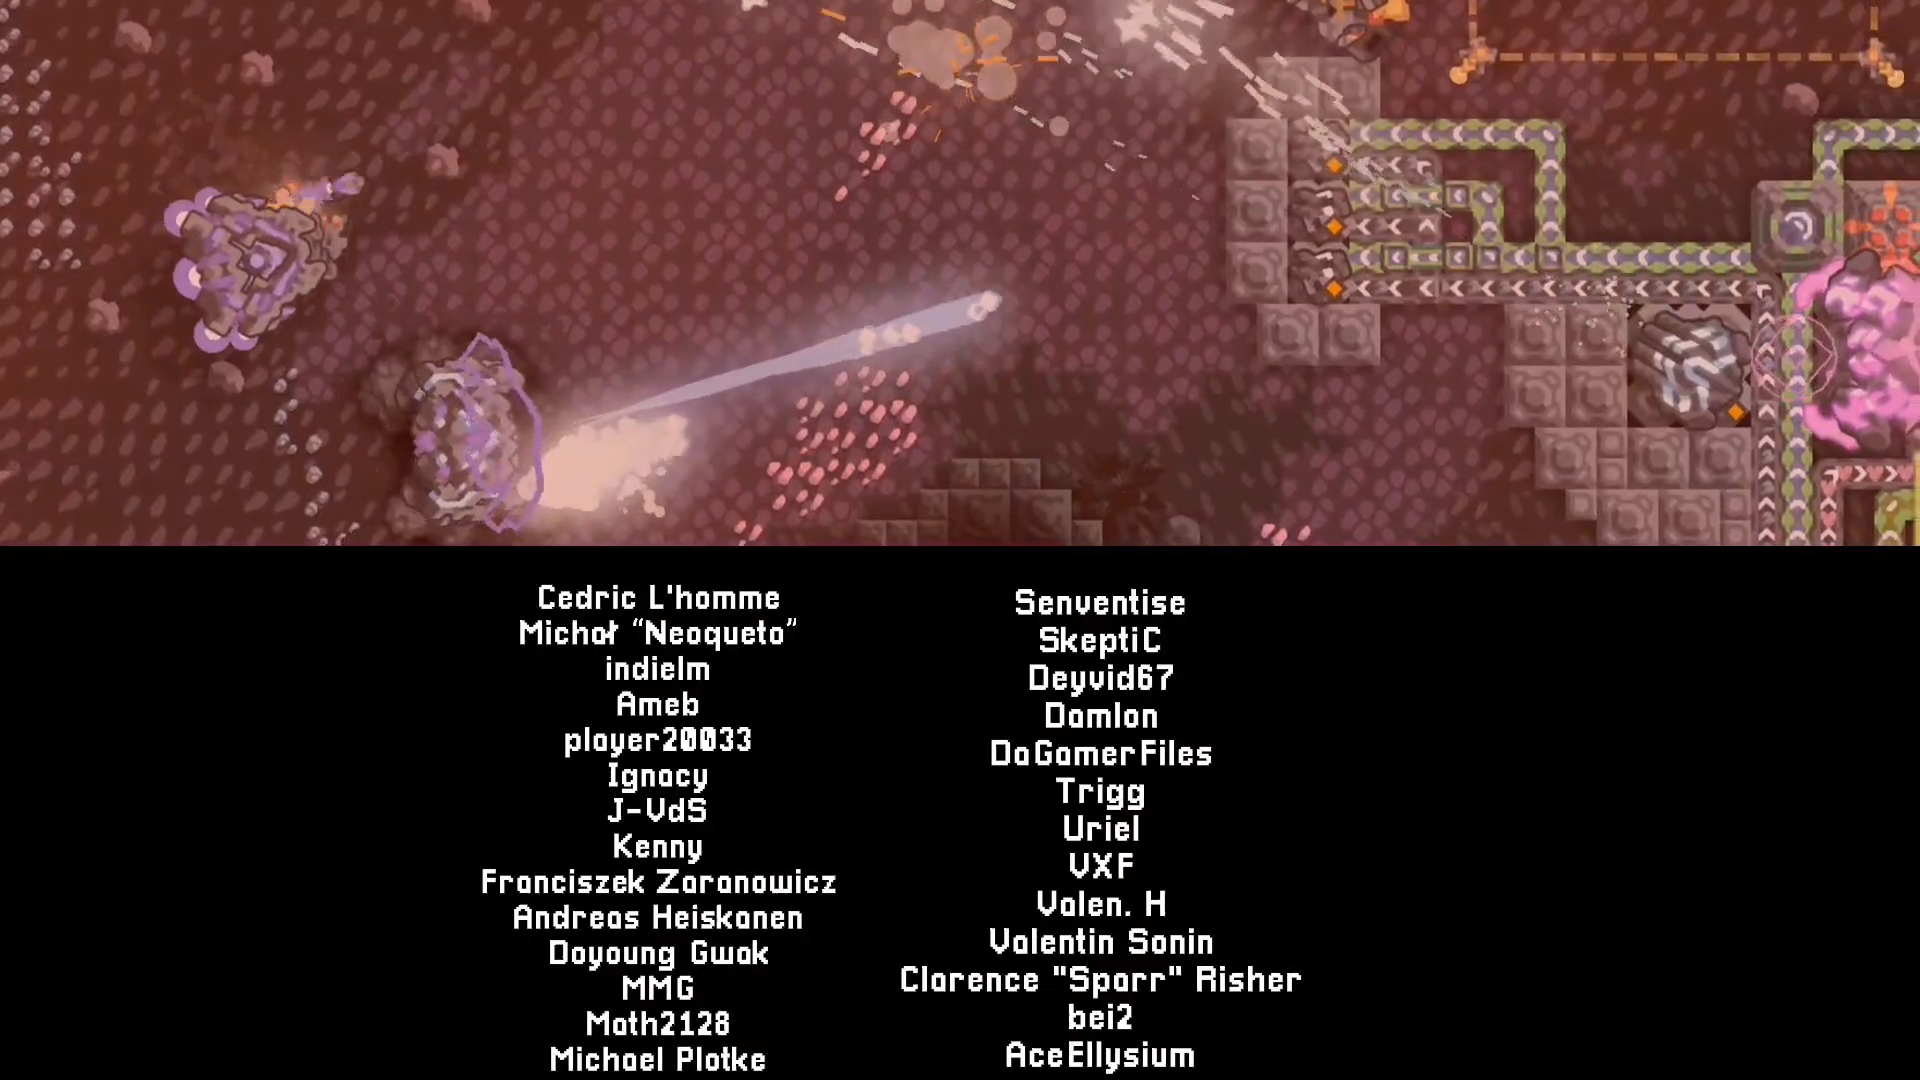 Cedric L'homme
Michał “Neoqueto”
indielm
Ameb
player20033
Ignacy
J-VdS
Kenny
Franciszek Zaranowicz
Andreas Heiskanen
Doyoung Gwak
MMG
Math2128
Michael Plotke
Senventise
SkeptiC
Deyvid67
Damlon
DaGamerFiles
Trigg
Uriel
VXF
Valen. H
Valentin Sonin
Clarence "Sparr" Risher
bei2
AceEllysium